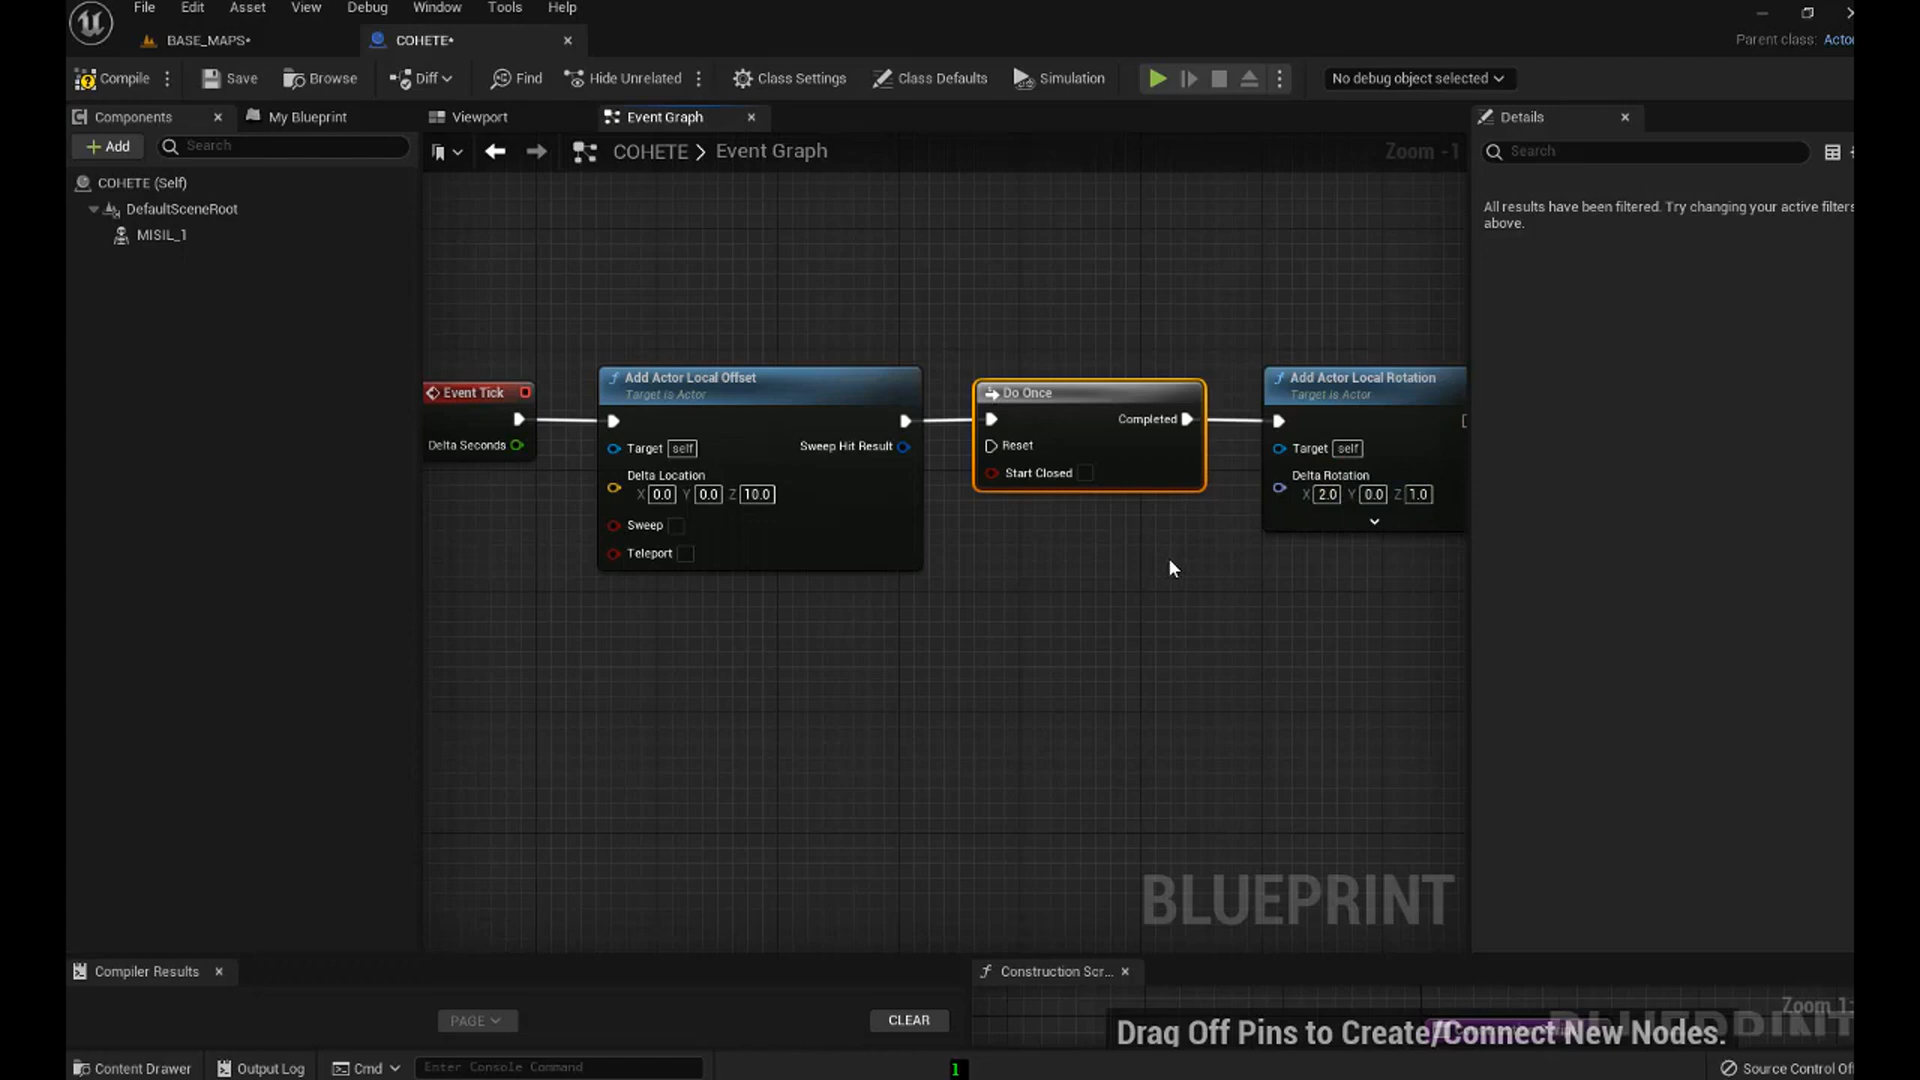 File Edit View Debug Asset Window Tools Help
BASE_MAPS•
COHETE•
Parent class: Actor
Compile Save Browse Diff Find Hide Unrelated Class Settings Class Defaults Simulation No debug object selected
Components My Blueprint Viewport Event Graph Details
Add Search
COHETE > Event Graph
Zoom -1
Search
COHETE (Self)
DefaultSceneRoot
MISIL_1
All results have been filtered. Try changing your active filters
above.
Event Tick
Delta Seconds
Add Actor Local Offset
Target is Actor
Target self
Sweep Hit Result
Delta Location
X 0.0 Y 0.0 Z 10.0
Sweep
Teleport
Do Once
Completed
Reset
Start Closed
Add Actor Local Rotation
Target is Actor
Target self
Delta Rotation
X 2.0 Y 0.0 Z 1.0
BLUEPRINT
Compiler Results
Construction Scr...
PAGE
CLEAR
Zoom 1:
Drag Off Pins to Create/Connect New Nodes.
Content Drawer Output Log Cmd Enter Console Command
1
Source Control Of